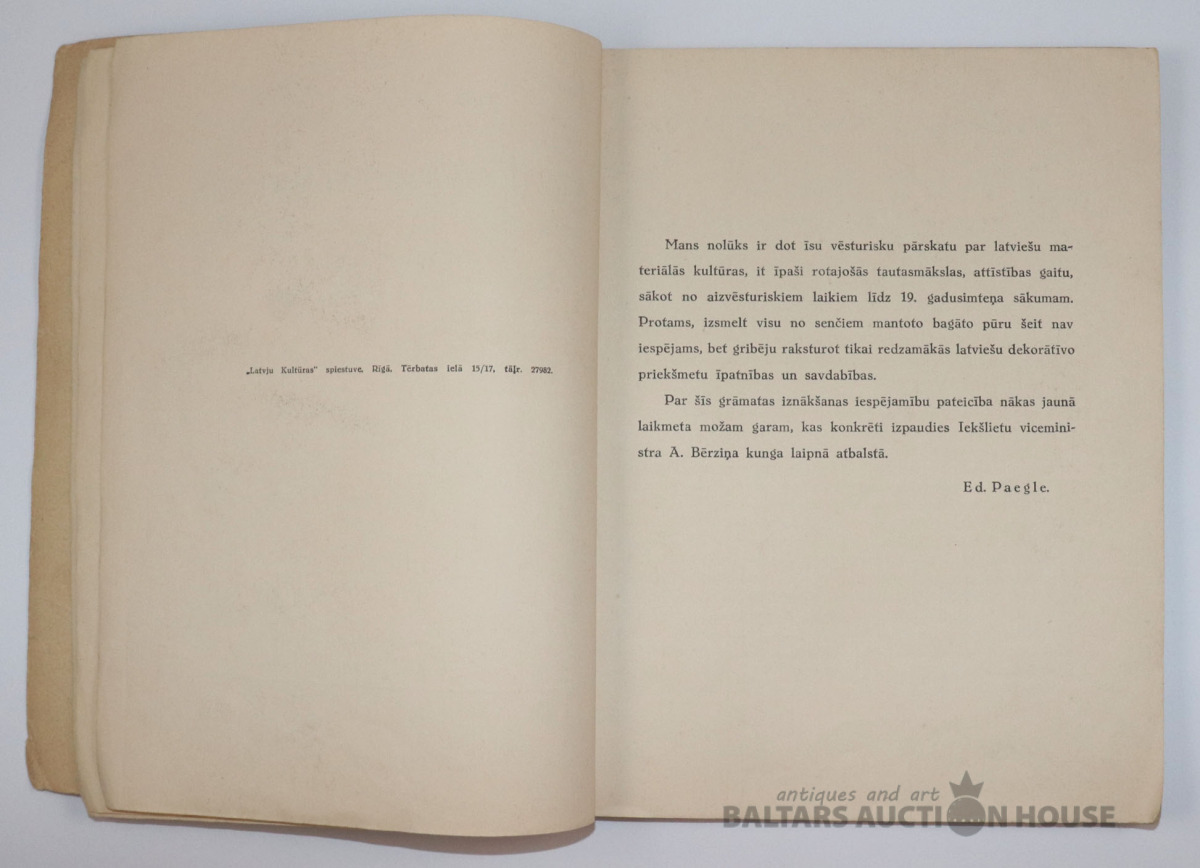 „Latvju Kultūras" spiestuve, Rīgā, Tērbatas ielā 15/17, tāļr. 27982.
Mans nolūks ir dot īsu vēsturisku pārskatu par latviešu ma-
teriālās kultūras, it īpaši rotajošās tautasmākslas, attīstības gaitu,
sākot no aizvēsturiskiem laikiem līdz 19. gadusimteņa sākumam.
Protams, izsmelt visu no senčiem mantoto bagāto pūru šeit nav
iespējams, bet gribēju raksturot tikai redzamākās latviešu dekorātīvo
priekšmetu īpatnības un savdabības.
Par šīs grāmatas iznākšanas iespējamību pateicība nākas jaunā
laikmeta možam garam, kas konkrēti izpaudies Iekšlietu vicemini-
stra A. Bērziņa kunga laipnā atbalstā.
Ed. Paegle.
antiques and art
BALTARS AUCTION HOUSE